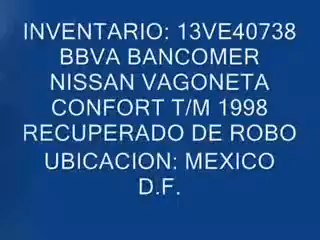 INVENTARIO: 13VE40738
BBVA BANCOMER
NISSAN VAGONETA
CONFORT T/M 1998
RECUPERADO DE ROBO
UBICACION: MEXICO
D.F.